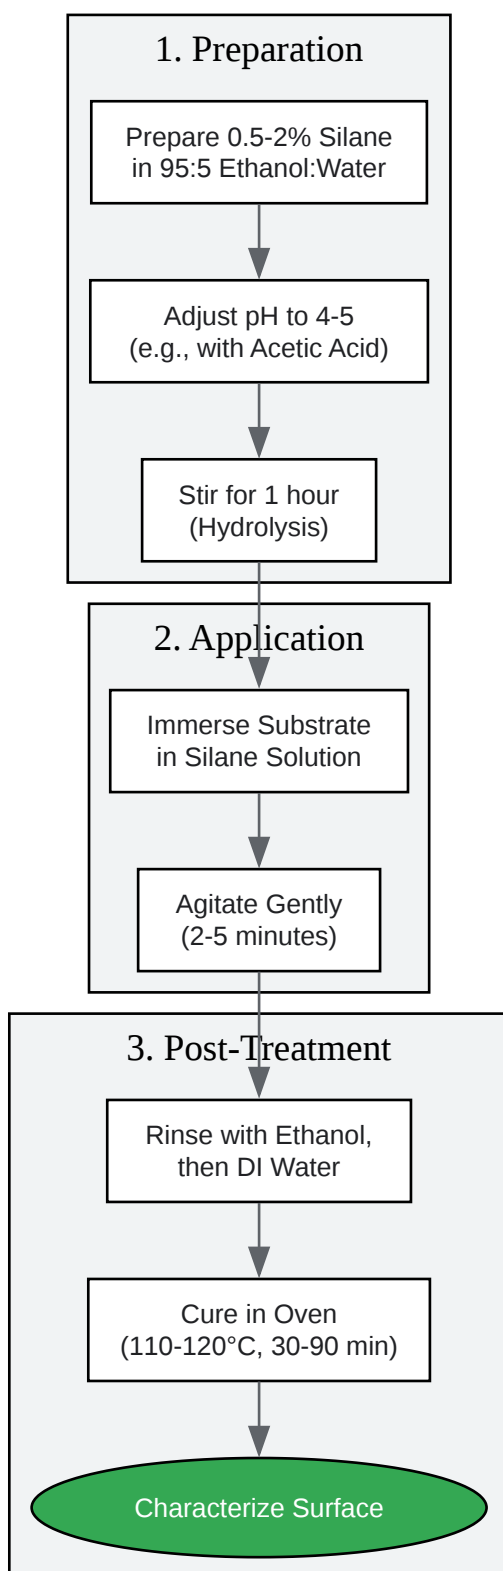 1. Preparation
Prepare 0.5-2% Silane
in 95:5 Ethanol:Water
Adjust pH to 4-5
(e.g., with Acetic Acid)
Stir for 1 hour
(Hydrolysis)
2. Application
Immerse Substrate
in Silane Solution
Agitate Gently
(2-5 minutes)
3. Post-Treatment
Rinse with Ethanol,
then DI Water
Cure in Oven
(110-120°C, 30-90 min)
Characterize Surface